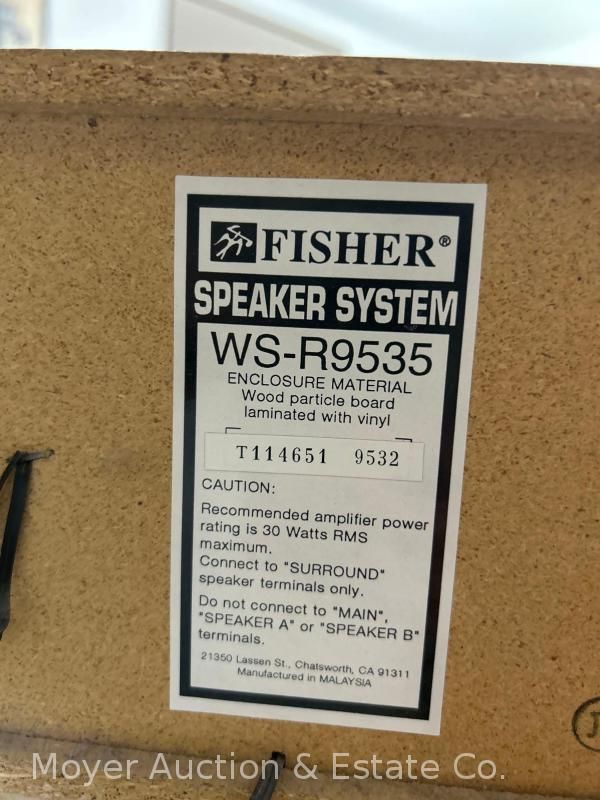 FISHER®
SPEAKER SYSTEM
WS-R9535
ENCLOSURE MATERIAL
Wood particle board
laminated with vinyl
T114651 9532
CAUTION:
Recommended amplifier power
rating is 30 Watts RMS
maximum.
Connect to "SURROUND"
speaker terminals only.
Do not connect to "MAIN",
"SPEAKER A" or "SPEAKER B"
terminals.
21350 Lassen St., Chatsworth, CA 91311
Manufactured in MALAYSIA
Moyer Auction & Estate Co.